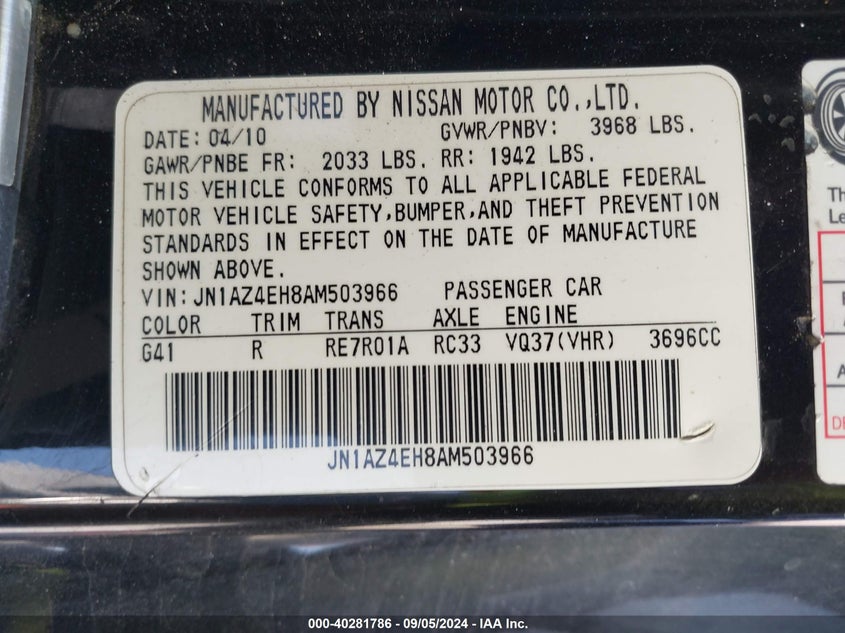 MANUFACTURED BY NISSAN MOTOR CO.,LTD.
DATE: 04/10 GVWR/PNBV: 3968 LBS.
GAWR/PNBE FR: 2033 LBS. RR: 1942 LBS.
THIS VEHICLE CONFORMS TO ALL APPLICABLE FEDERAL
MOTOR VEHICLE SAFETY,BUMPER,AND THEFT PREVENTION
STANDARDS IN EFFECT ON THE DATE OF MANUFACTURE
SHOWN ABOVE.
VIN: JN1AZ4EH8AM503966 PASSENGER CAR
COLOR TRIM TRANS AXLE ENGINE
G41 R RE7R01A RC33 VQ37(VHR) 3696CC
JN1AZ4EH8AM503966
000-40281786 - 09/05/2024 - IAA Inc.